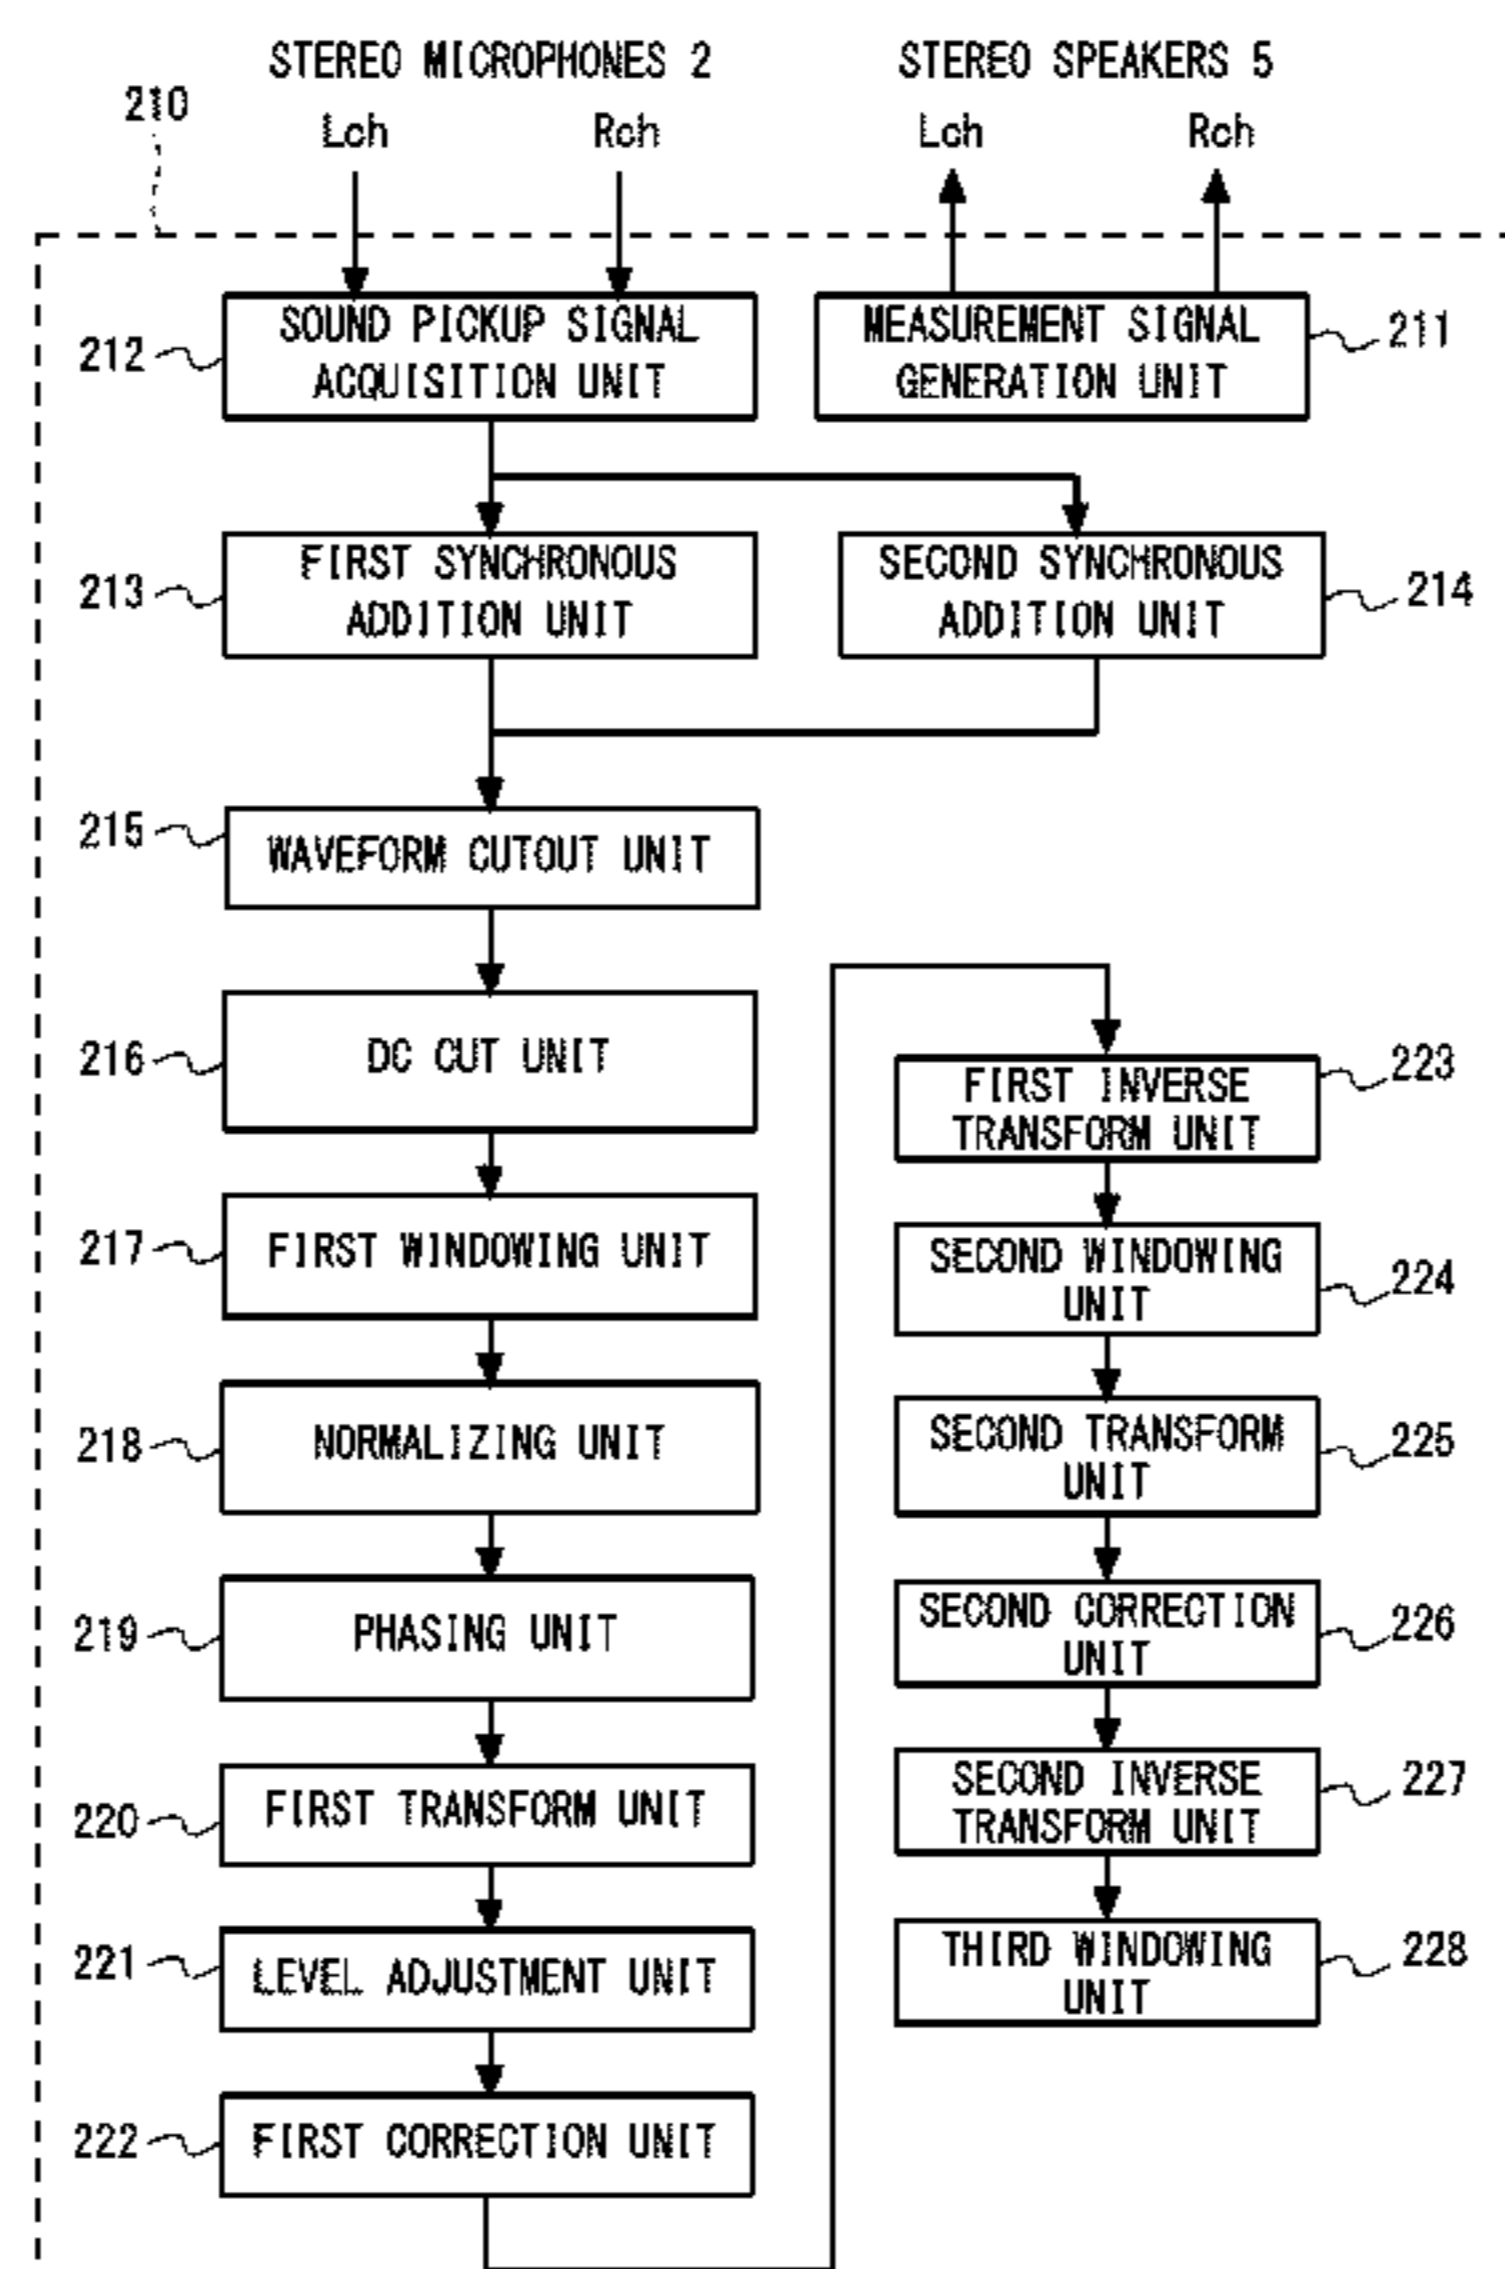 STEREO MICROPHONES 2
STEREO SPEAKERS 5
210
Lch
Rch
Lch
Rch
212
SOUND PICKUP SIGNAL
ACQUISITION UNIT
MEASUREMENT SIGNAL
GENERATION UNIT
211
213
FIRST SYNCHRONOUS
ADDITION UNIT
SECOND SYNCHRONOUS
ADDITION UNIT
214
215
WAVEFORM CUTOUT UNIT
216
DC CUT UNIT
217
FIRST WINDOWING UNIT
218
NORMALIZING UNIT
219
PHASING UNIT
220
FIRST TRANSFORM UNIT
221
LEVEL ADJUSTMENT UNIT
222
FIRST CORRECTION UNIT
FIRST INVERSE
TRANSFORM UNIT
223
SECOND WINDOWING
UNIT
224
SECOND TRANSFORM
UNIT
225
SECOND CORRECTION
UNIT
226
SECOND INVERSE
TRANSFORM UNIT
227
THIRD WINDOWING
UNIT
228